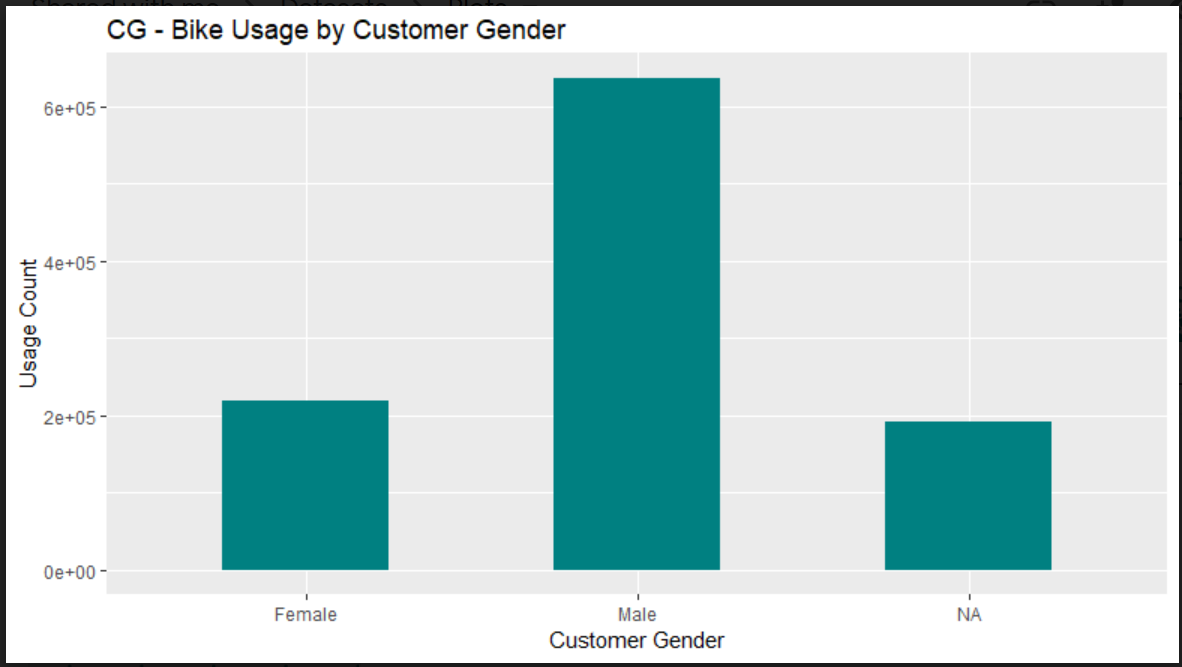 CG - Bike Usage by Customer Gender
Usage Count
6e+05
4e+05
2e+05
0e+00
Female Male NA
Customer Gender